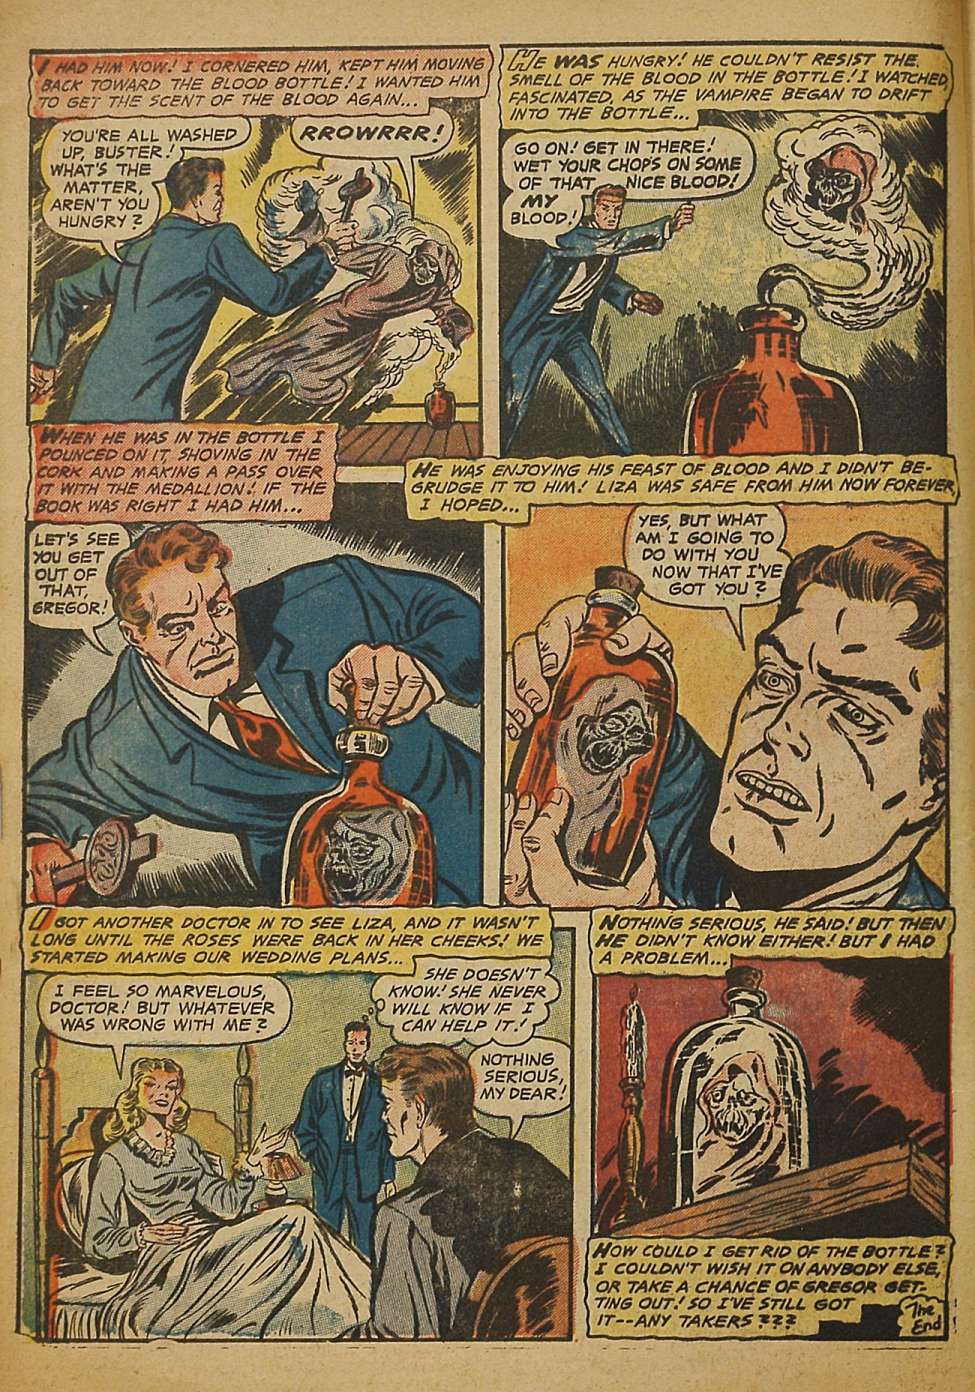 I HAD HIM NOW! I CORNERED HIM, KEPT HIM MOVING
BACK TOWARD THE BLOOD BOTTLE! I WANTED HIM
TO GET THE SCENT OF THE BLOOD AGAIN...
YOU'RE ALL WASHED
UP, BUSTER!
WHAT'S THE
MATTER,
AREN'T YOU
HUNGRY?
RROWRRR!
HE WAS HUNGRY! HE COULDN'T RESIST THE
SMELL OF THE BLOOD IN THE BOTTLE! I WATCHED,
FASCINATED, AS THE VAMPIRE BEGAN TO DRIFT
INTO THE BOTTLE...
GO ON! GET IN THERE!
WET YOUR CHOPS ON SOME
OF THAT NICE BLOOD!
MY
BLOOD!
WHEN HE WAS IN THE BOTTLE I
POUNCED ON IT, SHOVING IN THE
CORK AND MAKING A PASS OVER
IT WITH THE MEDALLION! IF THE
BOOK WAS RIGHT I HAD HIM...
LET'S SEE
YOU GET
OUT OF
THAT,
GREGOR!
HE WAS ENJOYING HIS FEAST OF BLOOD AND I DIDN'T BE-
GRUDGE IT TO HIM! LIZA WAS SAFE FROM HIM NOW FOREVER,
I HOPED...
YES, BUT WHAT
AM I GOING TO
DO WITH YOU
NOW THAT I'VE
GOT YOU?
I GOT ANOTHER DOCTOR IN TO SEE LIZA, AND IT WASN'T
LONG UNTIL THE ROSES WERE BACK IN HER CHEEKS! WE
STARTED MAKING OUR WEDDING PLANS...
I FEEL SO MARVELOUS,
DOCTOR! BUT WHATEVER
WAS WRONG WITH ME?
SHE DOESN'T
KNOW! SHE NEVER
WILL KNOW IF I
CAN HELP IT!
NOTHING
SERIOUS,
MY DEAR!
NOTHING SERIOUS, HE SAID! BUT THEN
HE DIDN'T KNOW EITHER! BUT I HAD
A PROBLEM...
HOW COULD I GET RID OF THE BOTTLE?
I COULDN'T WISH IT ON ANYBODY ELSE,
OR TAKE A CHANCE OF GREGOR GET-
TING OUT! SO I'VE STILL GOT
IT--ANY TAKERS???
The
End